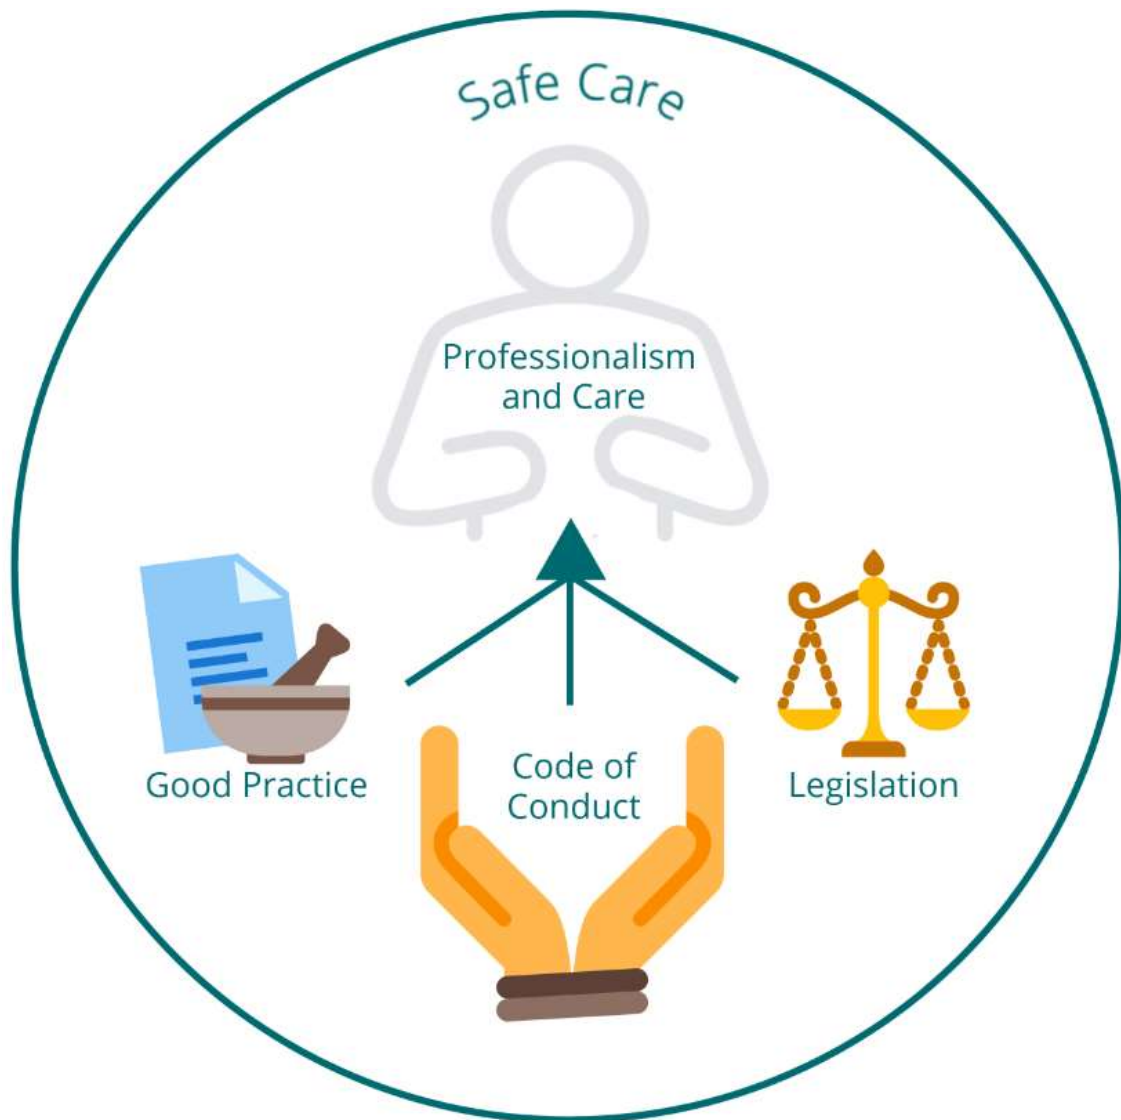 Safe Care
Professionalism
and Care
Good Practice
Code of
Conduct
Legislation